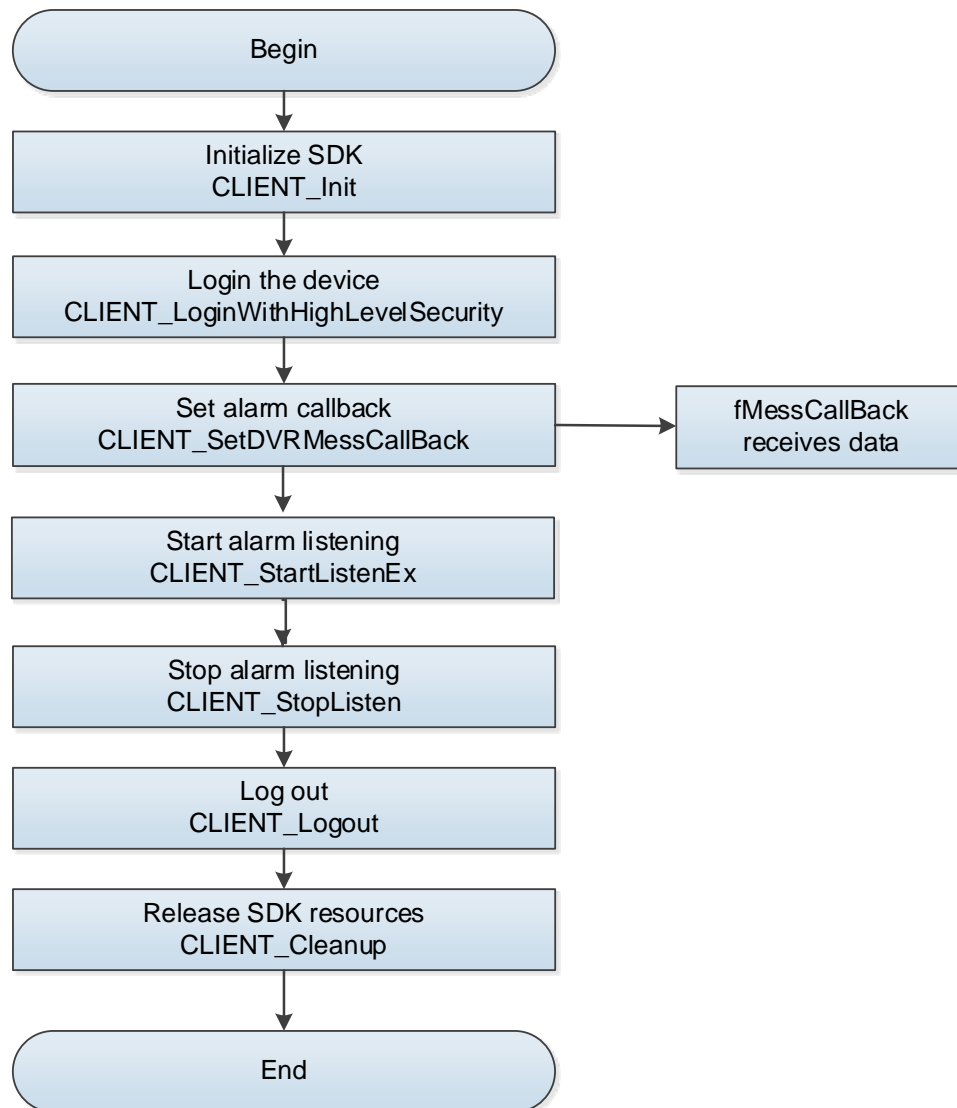 Begin
Initialize SDK
CLIENT_Init
Login the device
CLIENT_LoginWithHighLevelSecurity
Set alarm callback
CLIENT_SetDVRMessCallBack
fMessCallBack
receives data
Start alarm listening
CLIENT_StartListenEx
Stop alarm listening
CLIENT_StopListen
Log out
CLIENT_Logout
Release SDK resources
CLIENT_Cleanup
End